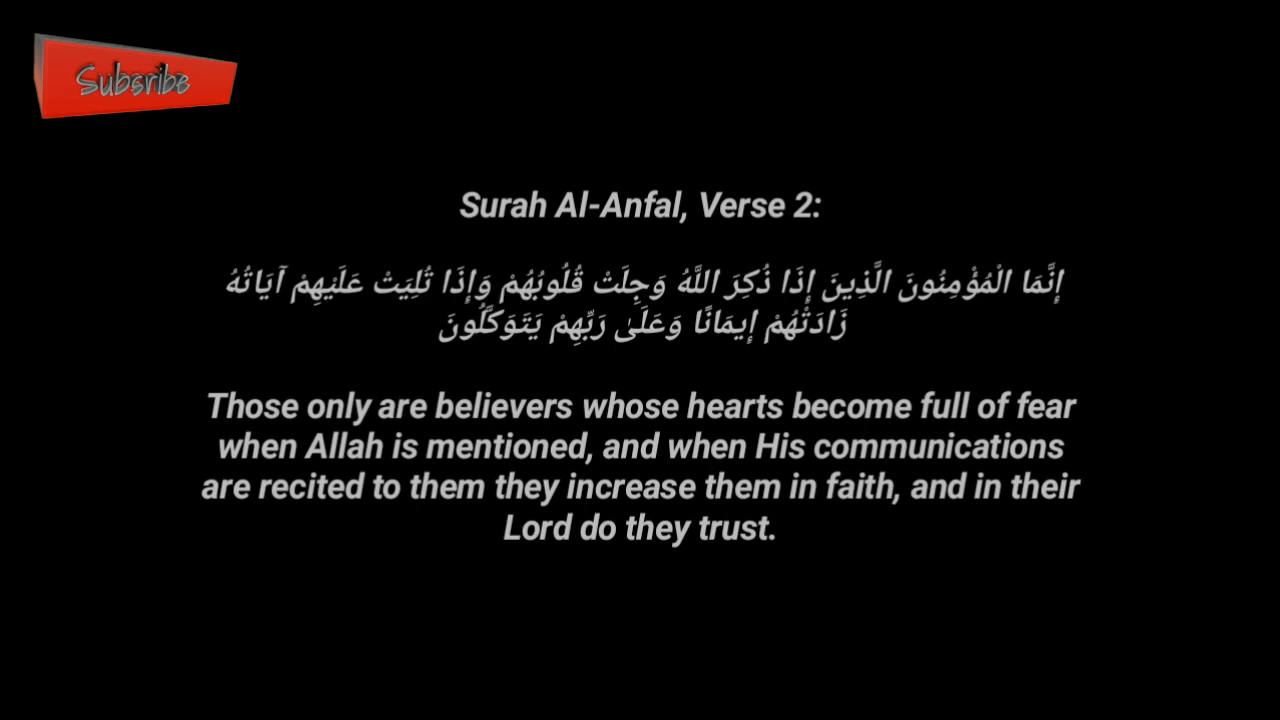 Subsribe
Surah Al-Anfal, Verse 2:
إِنَّمَا الْمُؤْمِنُونَ الَّذِينَ إِذَا ذُكِرَ اللَّهُ وَجِلَتْ قُلُوبُهُمْ وَإِذَا تُلِيَتْ عَلَيْهِمْ آيَاتُهُ
زَادَتْهُمْ إِيمَانًا وَعَلَىٰ رَبِّهِمْ يَتَوَكَّلُونَ
Those only are believers whose hearts become full of fear
when Allah is mentioned, and when His communications
are recited to them they increase them in faith, and in their
Lord do they trust.